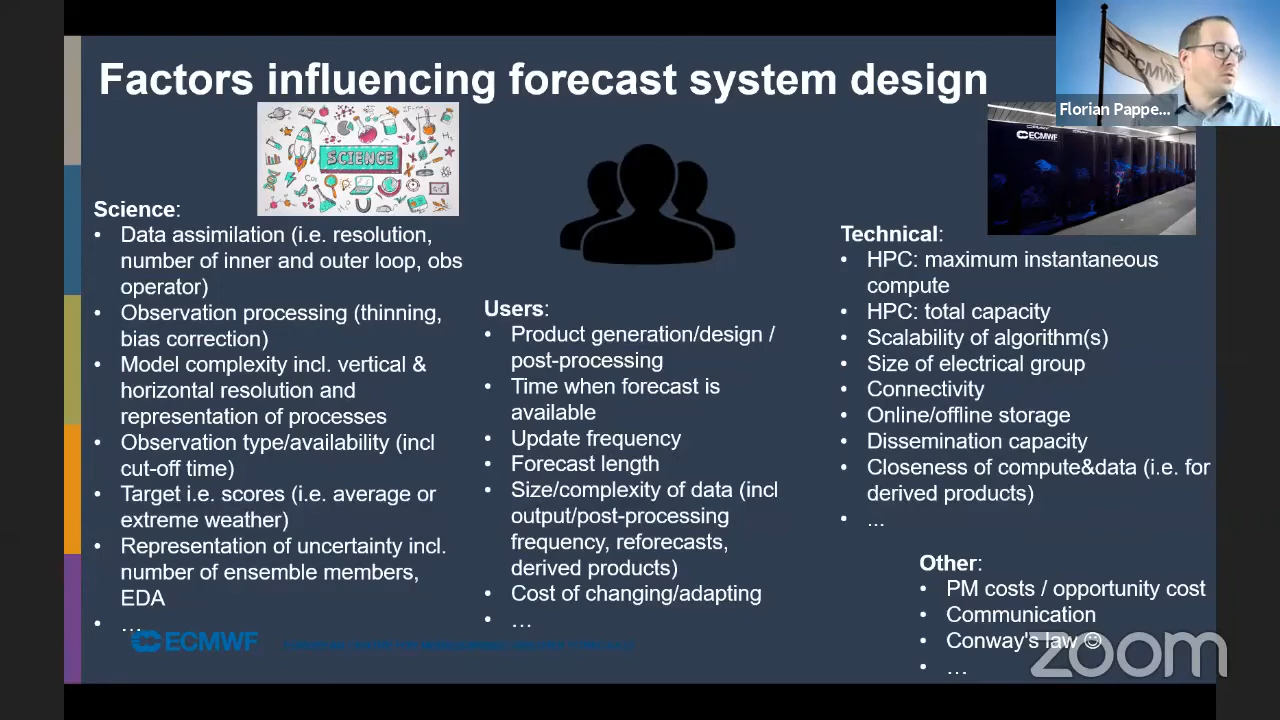 Factors influencing forecast system design
Florian Pappe...
SCIENCE
ECMWF
Science:
• Data assimilation (i.e. resolution,
number of inner and outer loop, obs
operator)
• Observation processing (thinning,
bias correction)
• Model complexity incl. vertical &
horizontal resolution and
representation of processes
• Observation type/availability (incl
cut-off time)
• Target i.e. scores (i.e. average or
extreme weather)
• Representation of uncertainty incl.
number of ensemble members,
EDA
• ...
Users:
• Product generation/design /
post-processing
• Time when forecast is
available
• Update frequency
• Forecast length
• Size/complexity of data (incl
output/post-processing
frequency, reforecasts,
derived products)
• Cost of changing/adapting
• ...
Technical:
• HPC: maximum instantaneous
compute
• HPC: total capacity
• Scalability of algorithm(s)
• Size of electrical group
• Connectivity
• Online/offline storage
• Dissemination capacity
• Closeness of compute&data (i.e. for
derived products)
• ...
Other:
• PM costs / opportunity cost
• Communication
• Conway's law ☺
• ...
ECMWF
zoom